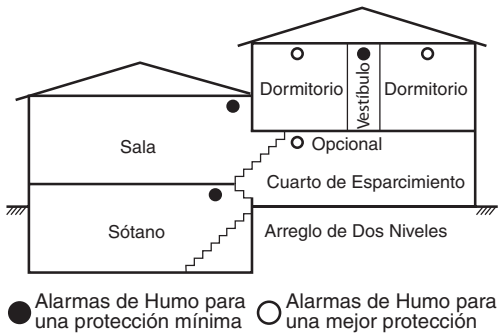 Dormitorio
Vestíbulo
Dormitorio
Sala
Opcional
Cuarto de Esparcimiento
Sótano
Arreglo de Dos Niveles
Alarmas de Humo para
una protección mínima
Alarmas de Humo para
una mejor protección